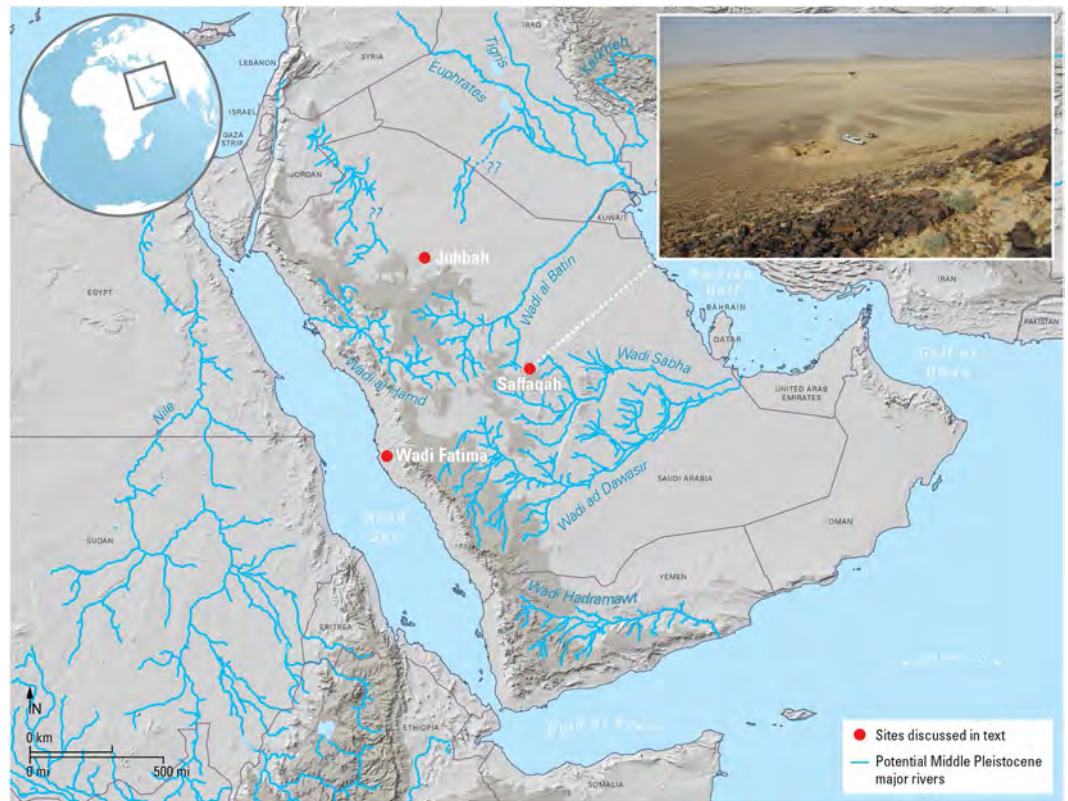 IRAQ
SYRIA
LEBANON
ISRAEL
GAZA
STRIP
JORDAN
Tigris
Euphrates
Karkheh
??
??
KUWAIT
Jubbah
Wadi al Batin
EGYPT
IRAN
PAKISTAN
BAHRAIN
QATAR
Wadi Sabha
Saffaqah
Wadi al Hamd
UNITED ARAB
EMIRATES
Nile
Wadi Fatima
Wadi ad Dawasir
SAUDI ARABIA
OMAN
SUDAN
YEMEN
Wadi Hadramawt
ERITREA
ETHIOPIA
SOMALIA
N
0 km
0 mi
500 mi
Sites discussed in text
Potential Middle Pleistocene
major rivers